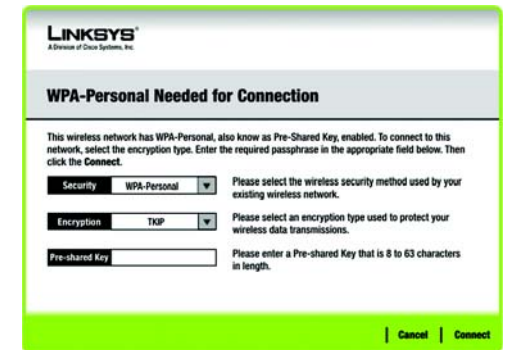 LINKSYS®
A Division of Cisco Systems, Inc.
WPA-Personal Needed for Connection
This wireless network has WPA-Personal, also know as Pre-Shared Key, enabled. To connect to this
network, select the encryption type. Enter the required passphrase in the appropriate field below. Then
click the Connect.
Security WPA-Personal Please select the wireless security method used by your
existing wireless network.
Encryption TKIP Please select an encryption type used to protect your
wireless data transmissions.
Pre-shared Key Please enter a Pre-shared Key that is 8 to 63 characters
in length.
Cancel Connect